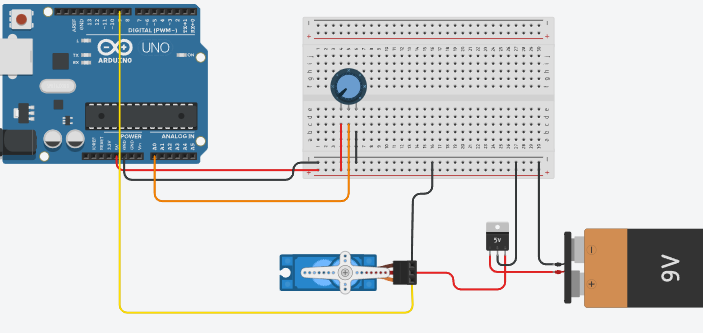 AREF
GND
13
12
~11
~10
~9
8
7
~6
~5
4
~3
2
TX→1
RX←0
DIGITAL (PWM~)
L
TX
RX
UNO
ARDUINO
ON
POWER
ANALOG IN
IOREF
RESET
3.3V
5V
GND
GND
Vin
A0
A1
A2
A3
A4
A5
j
i
h
g
f
e
d
c
b
a
5V
9V